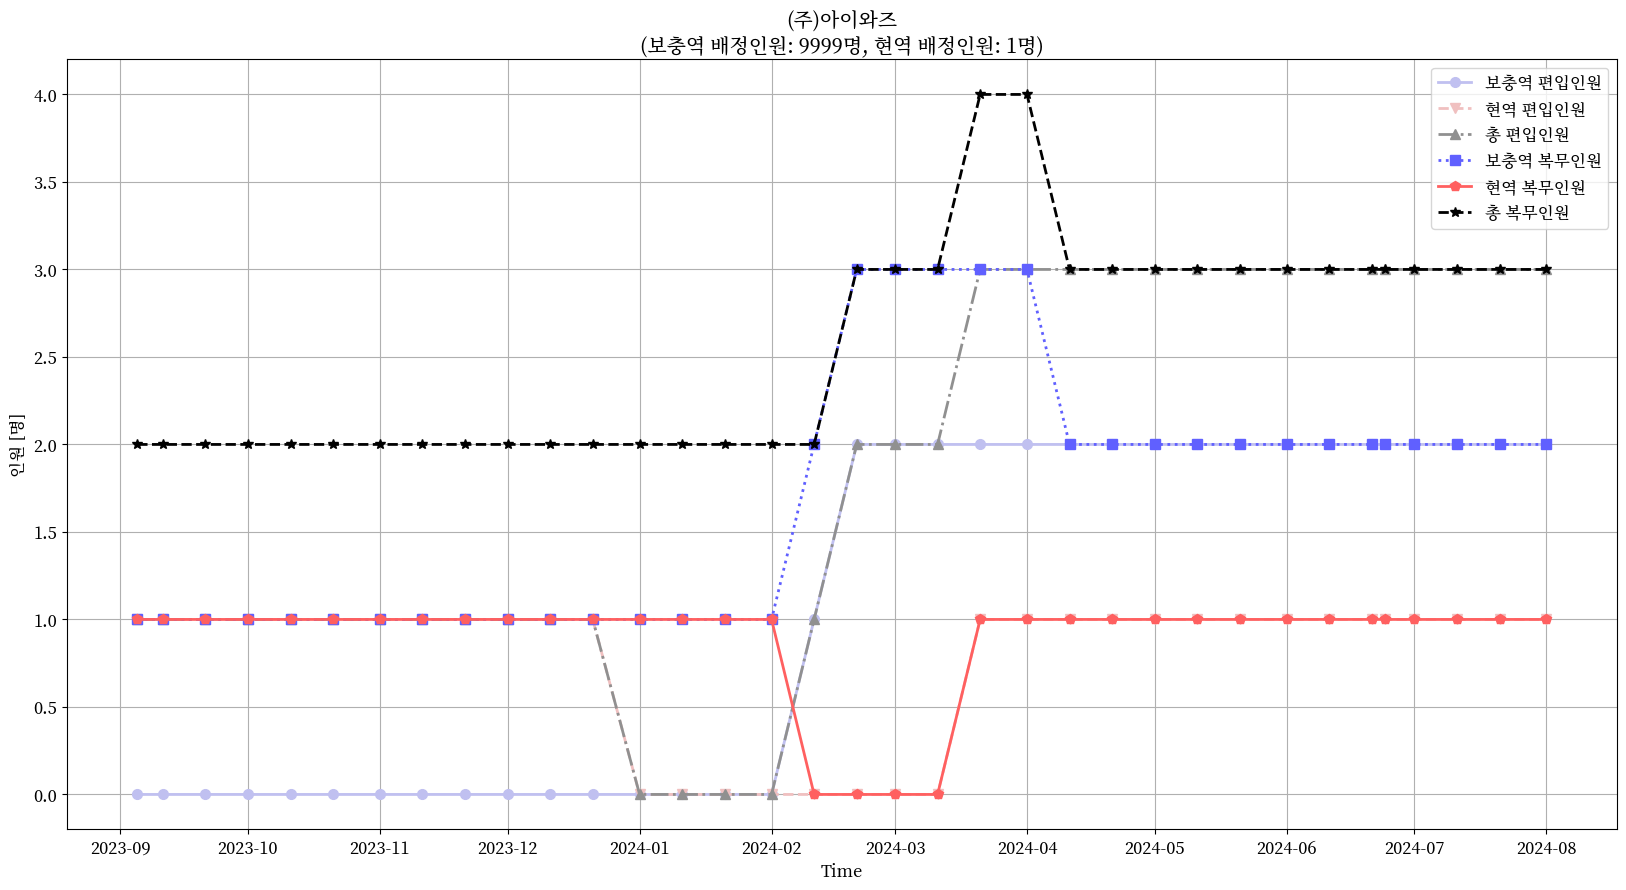 (주)아이와즈
(보충역 배정인원: 9999명, 현역 배정인원: 1명)
인원 [명]
4.0
3.5
3.0
2.5
2.0
1.5
1.0
0.5
0.0
보충역 편입인원
현역 편입인원
총 편입인원
보충역 복무인원
현역 복무인원
총 복무인원
2023-09 2023-10 2023-11 2023-12 2024-01 2024-02 2024-03 2024-04 2024-05 2024-06 2024-07 2024-08
Time